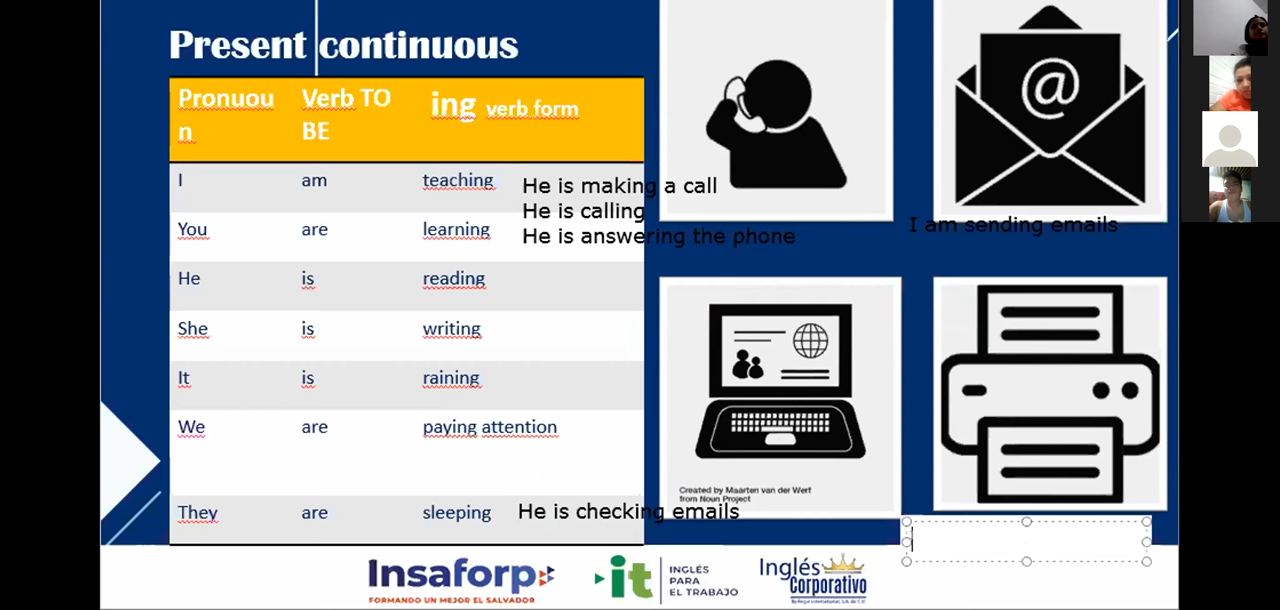 Present continuous
Pronuou
n
Verb TO
BE
ing verb form
I am teaching
You are learning
He is reading
She is writing
It is raining
We are paying attention
They are sleeping
He is making a call
He is calling
He is answering the phone
I am sending emails
@
Created by Maarten van der Werf
from Noun Project
He is checking emails
Insaforp
FORMANDO UN MEJOR EL SALVADOR
it
INGLÉS
PARA
EL TRABAJO
Inglés
Corporativo